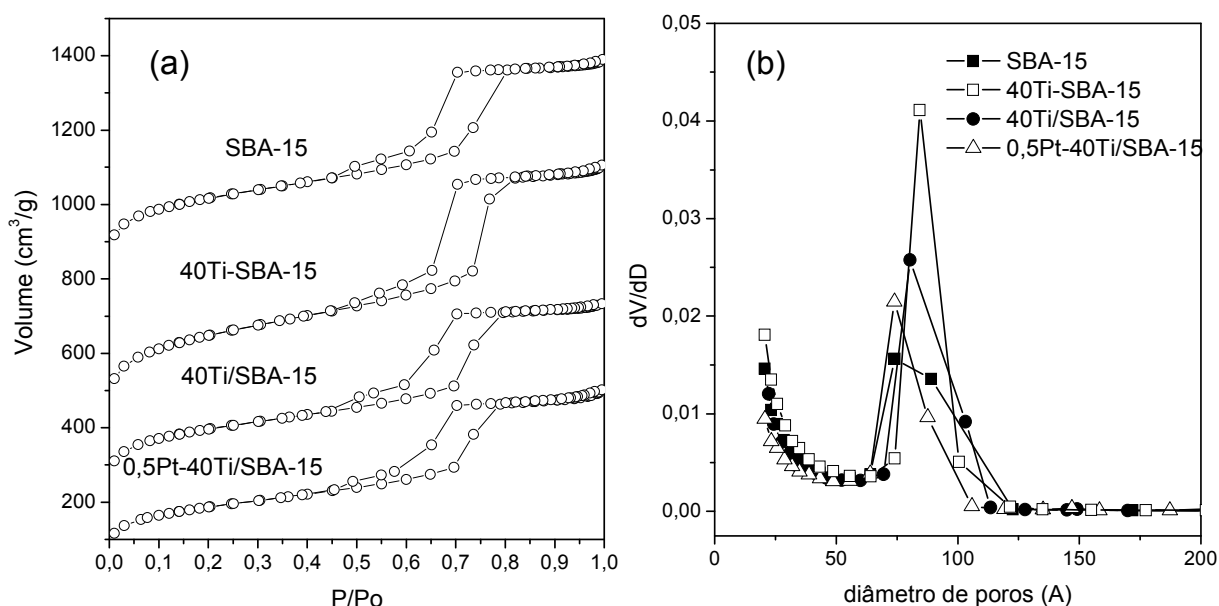 (a)
1400
1200
1000
800
600
400
200
Volume (cm³/g)
SBA-15
40Ti-SBA-15
40Ti/SBA-15
0,5Pt-40Ti/SBA-15
0,0 0,1 0,2 0,3 0,4 0,5 0,6 0,7 0,8 0,9 1,0
P/Po
(b)
0,05
0,04
0,03
0,02
0,01
0,00
dV/dD
SBA-15
40Ti-SBA-15
40Ti/SBA-15
0,5Pt-40Ti/SBA-15
0 50 100 150 200
diâmetro de poros (A)